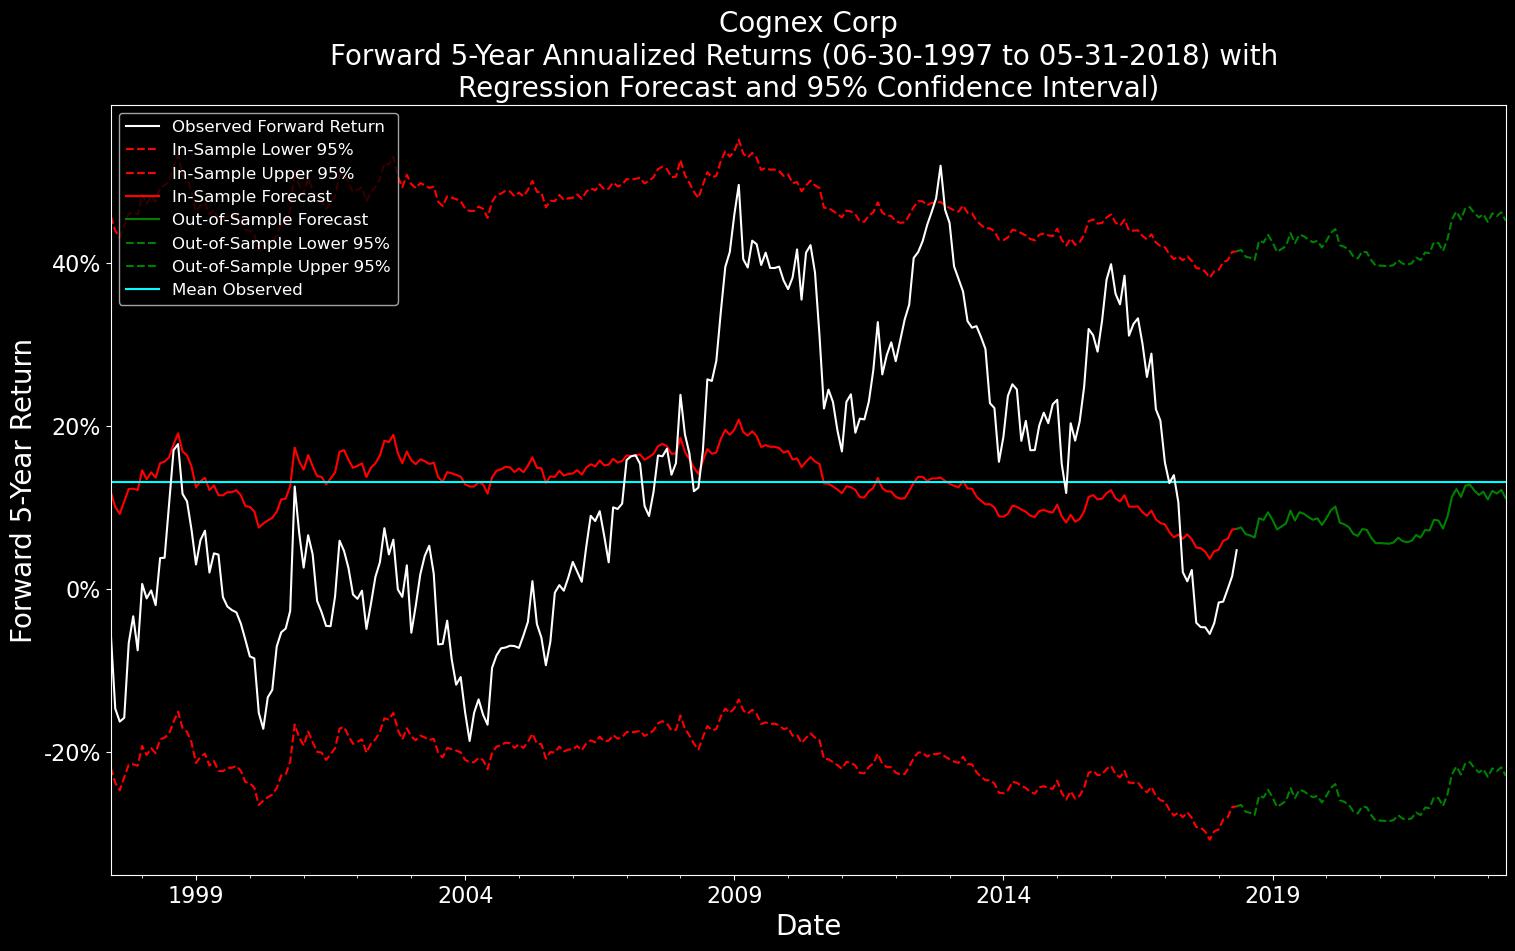 Cognex Corp
Forward 5-Year Annualized Returns (06-30-1997 to 05-31-2018) with
Regression Forecast and 95% Confidence Interval)
Observed Forward Return
In-Sample Lower 95%
In-Sample Upper 95%
In-Sample Forecast
Out-of-Sample Forecast
Out-of-Sample Lower 95%
Out-of-Sample Upper 95%
Mean Observed
Forward 5-Year Return
40%
20%
0%
-20%
1999
2004
2009
2014
2019
Date